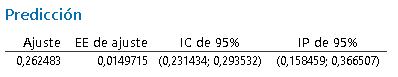 Predicción
Ajuste EE de ajuste IC de 95% IP de 95%
0,262483 0,0149715 (0,231434; 0,293532) (0,158459; 0,366507)